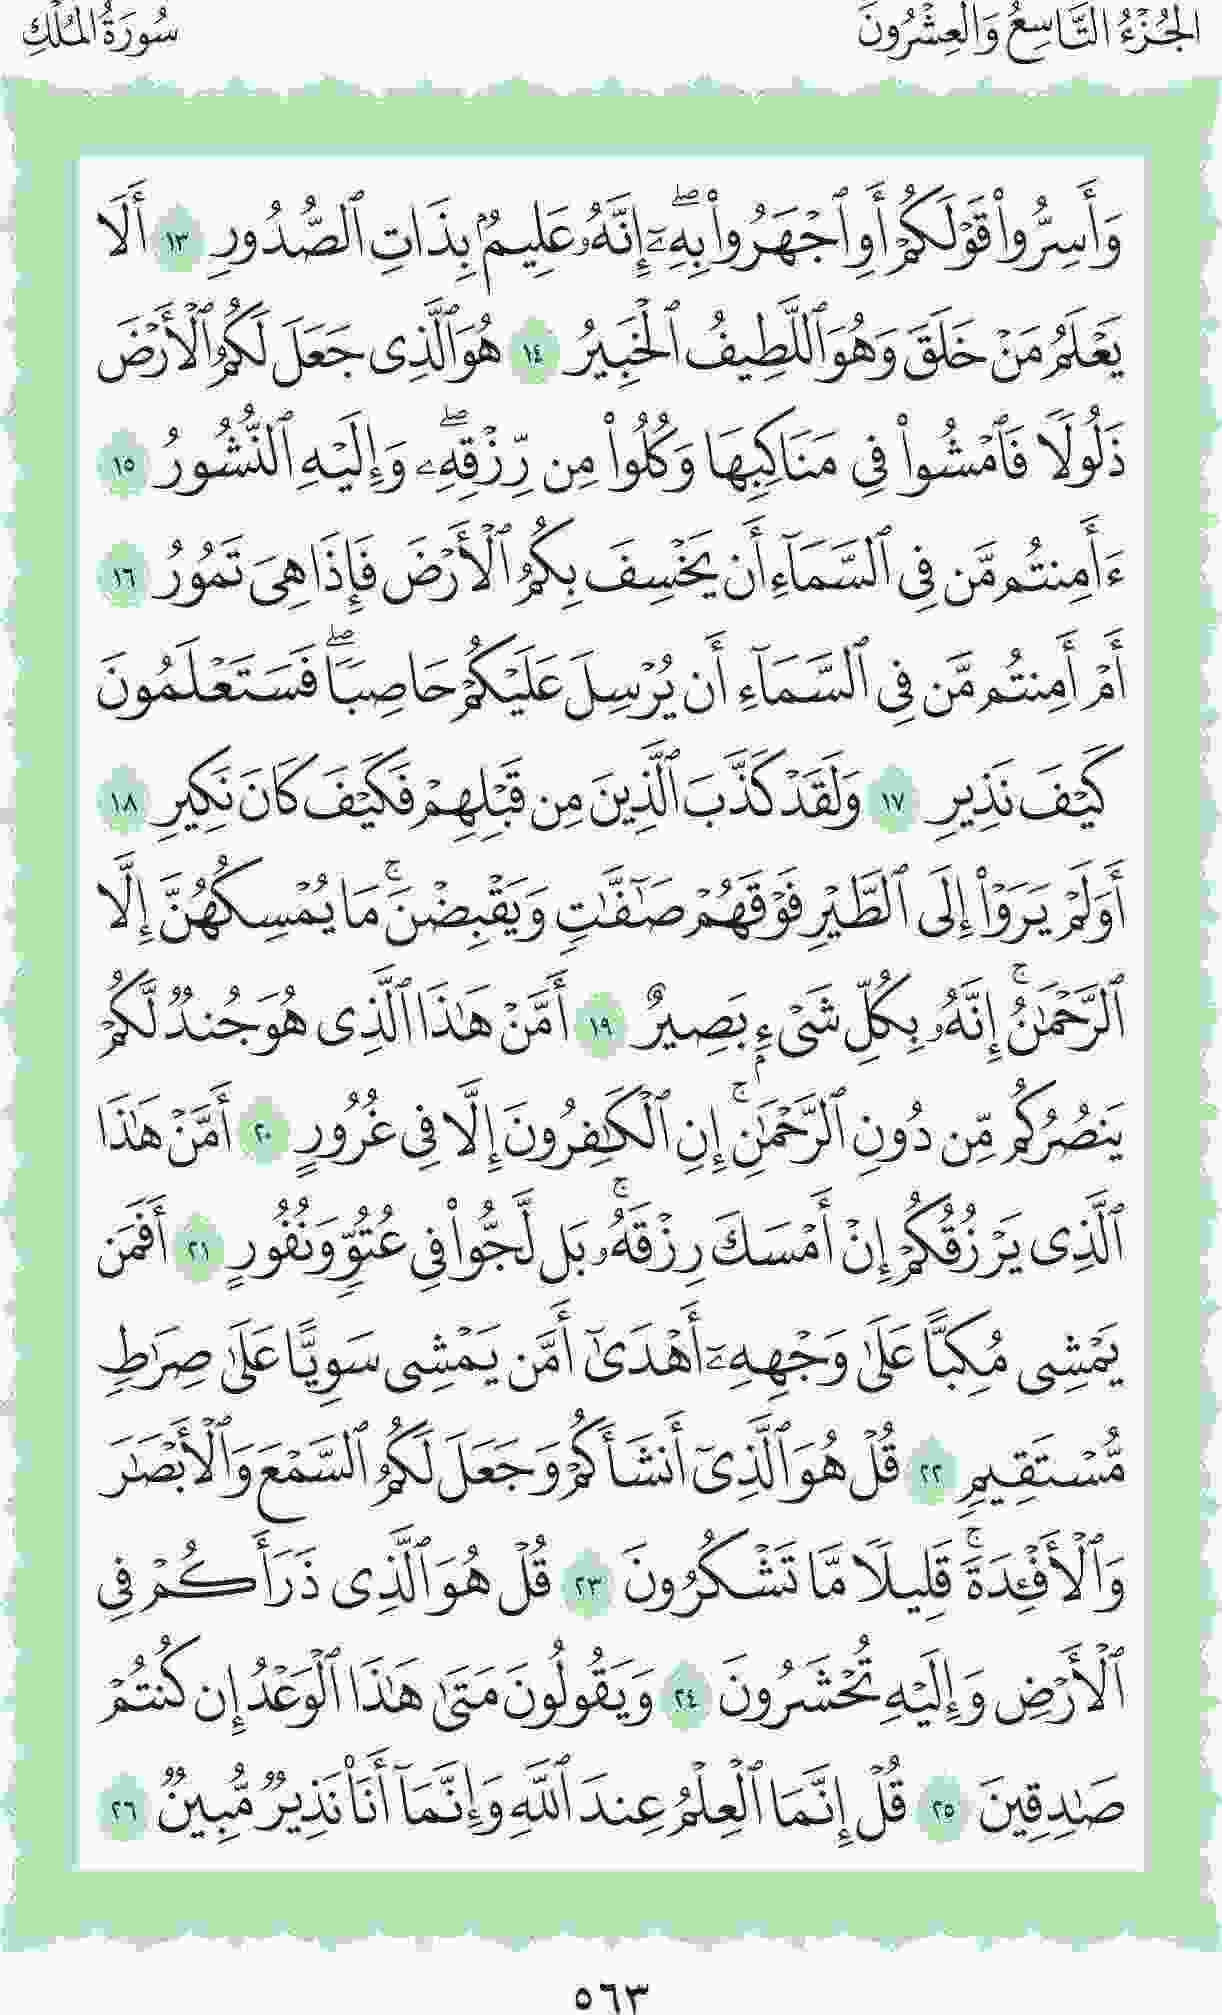 الجُزْءُ التَّاسِعُ وَالعِشْرُونَ
سُورَةُ المُلْكِ
وَأَسِرُّوا۟ قَوْلَكُمْ أَوِ ٱجْهَرُوا۟ بِهِۦٓ ۖ إِنَّهُۥ عَلِيمٌۢ بِذَاتِ ٱلصُّدُورِ ١٣ أَلَا
يَعْلَمُ مَنْ خَلَقَ وَهُوَ ٱللَّطِيفُ ٱلْخَبِيرُ ١٤ هُوَ ٱلَّذِى جَعَلَ لَكُمُ ٱلْأَرْضَ
ذَلُولًا فَٱمْشُوا۟ فِى مَنَاكِبِهَا وَكُلُوا۟ مِن رِّزْقِهِۦ ۖ وَإِلَيْهِ ٱلنُّشُورُ ١٥
ءَأَمِنتُم مَّن فِى ٱلسَّمَآءِ أَن يَخْسِفَ بِكُمُ ٱلْأَرْضَ فَإِذَا هِىَ تَمُورُ ١٦
أَمْ أَمِنتُم مَّن فِى ٱلسَّمَآءِ أَن يُرْسِلَ عَلَيْكُمْ حَاصِبًا ۖ فَسَتَعْلَمُونَ
كَيْفَ نَذِيرِ ١٧ وَلَقَدْ كَذَّبَ ٱلَّذِينَ مِن قَبْلِهِمْ فَكَيْفَ كَانَ نَكِيرِ ١٨
أَوَلَمْ يَرَوْا۟ إِلَى ٱلطَّيْرِ فَوْقَهُمْ صَٰٓفَّٰتٍ وَيَقْبِضْنَ ۚ مَا يُمْسِكُهُنَّ إِلَّا
ٱلرَّحْمَٰنُ ۚ إِنَّهُۥ بِكُلِّ شَىْءٍۭ بَصِيرٌ ١٩ أَمَّنْ هَٰذَا ٱلَّذِى هُوَ جُندٌ لَّكُمْ
يَنصُرُكُم مِّن دُونِ ٱلرَّحْمَٰنِ ۚ إِنِ ٱلْكَٰفِرُونَ إِلَّا فِى غُرُورٍ ٢٠ أَمَّنْ هَٰذَا
ٱلَّذِى يَرْزُقُكُمْ إِنْ أَمْسَكَ رِزْقَهُۥ ۚ بَل لَّجُّوا۟ فِى عُتُوٍّ وَنُفُورٍ ٢١ أَفَمَن
يَمْشِى مُكِبًّا عَلَىٰ وَجْهِهِۦٓ أَهْدَىٰٓ أَمَّن يَمْشِى سَوِيًّا عَلَىٰ صِرَٰطٍ
مُّسْتَقِيمٍ ٢٢ قُلْ هُوَ ٱلَّذِىٓ أَنشَأَكُمْ وَجَعَلَ لَكُمُ ٱلسَّمْعَ وَٱلْأَبْصَٰرَ
وَٱلْأَفْـِٔدَةَ ۖ قَلِيلًا مَّا تَشْكُرُونَ ٢٣ قُلْ هُوَ ٱلَّذِى ذَرَأَكُمْ فِى
ٱلْأَرْضِ وَإِلَيْهِ تُحْشَرُونَ ٢٤ وَيَقُولُونَ مَتَىٰ هَٰذَا ٱلْوَعْدُ إِن كُنتُمْ
صَٰدِقِينَ ٢٥ قُلْ إِنَّمَا ٱلْعِلْمُ عِندَ ٱللَّهِ وَإِنَّمَآ أَنَا۠ نَذِيرٌ مُّبِينٌ ٢٦
٥٦٣